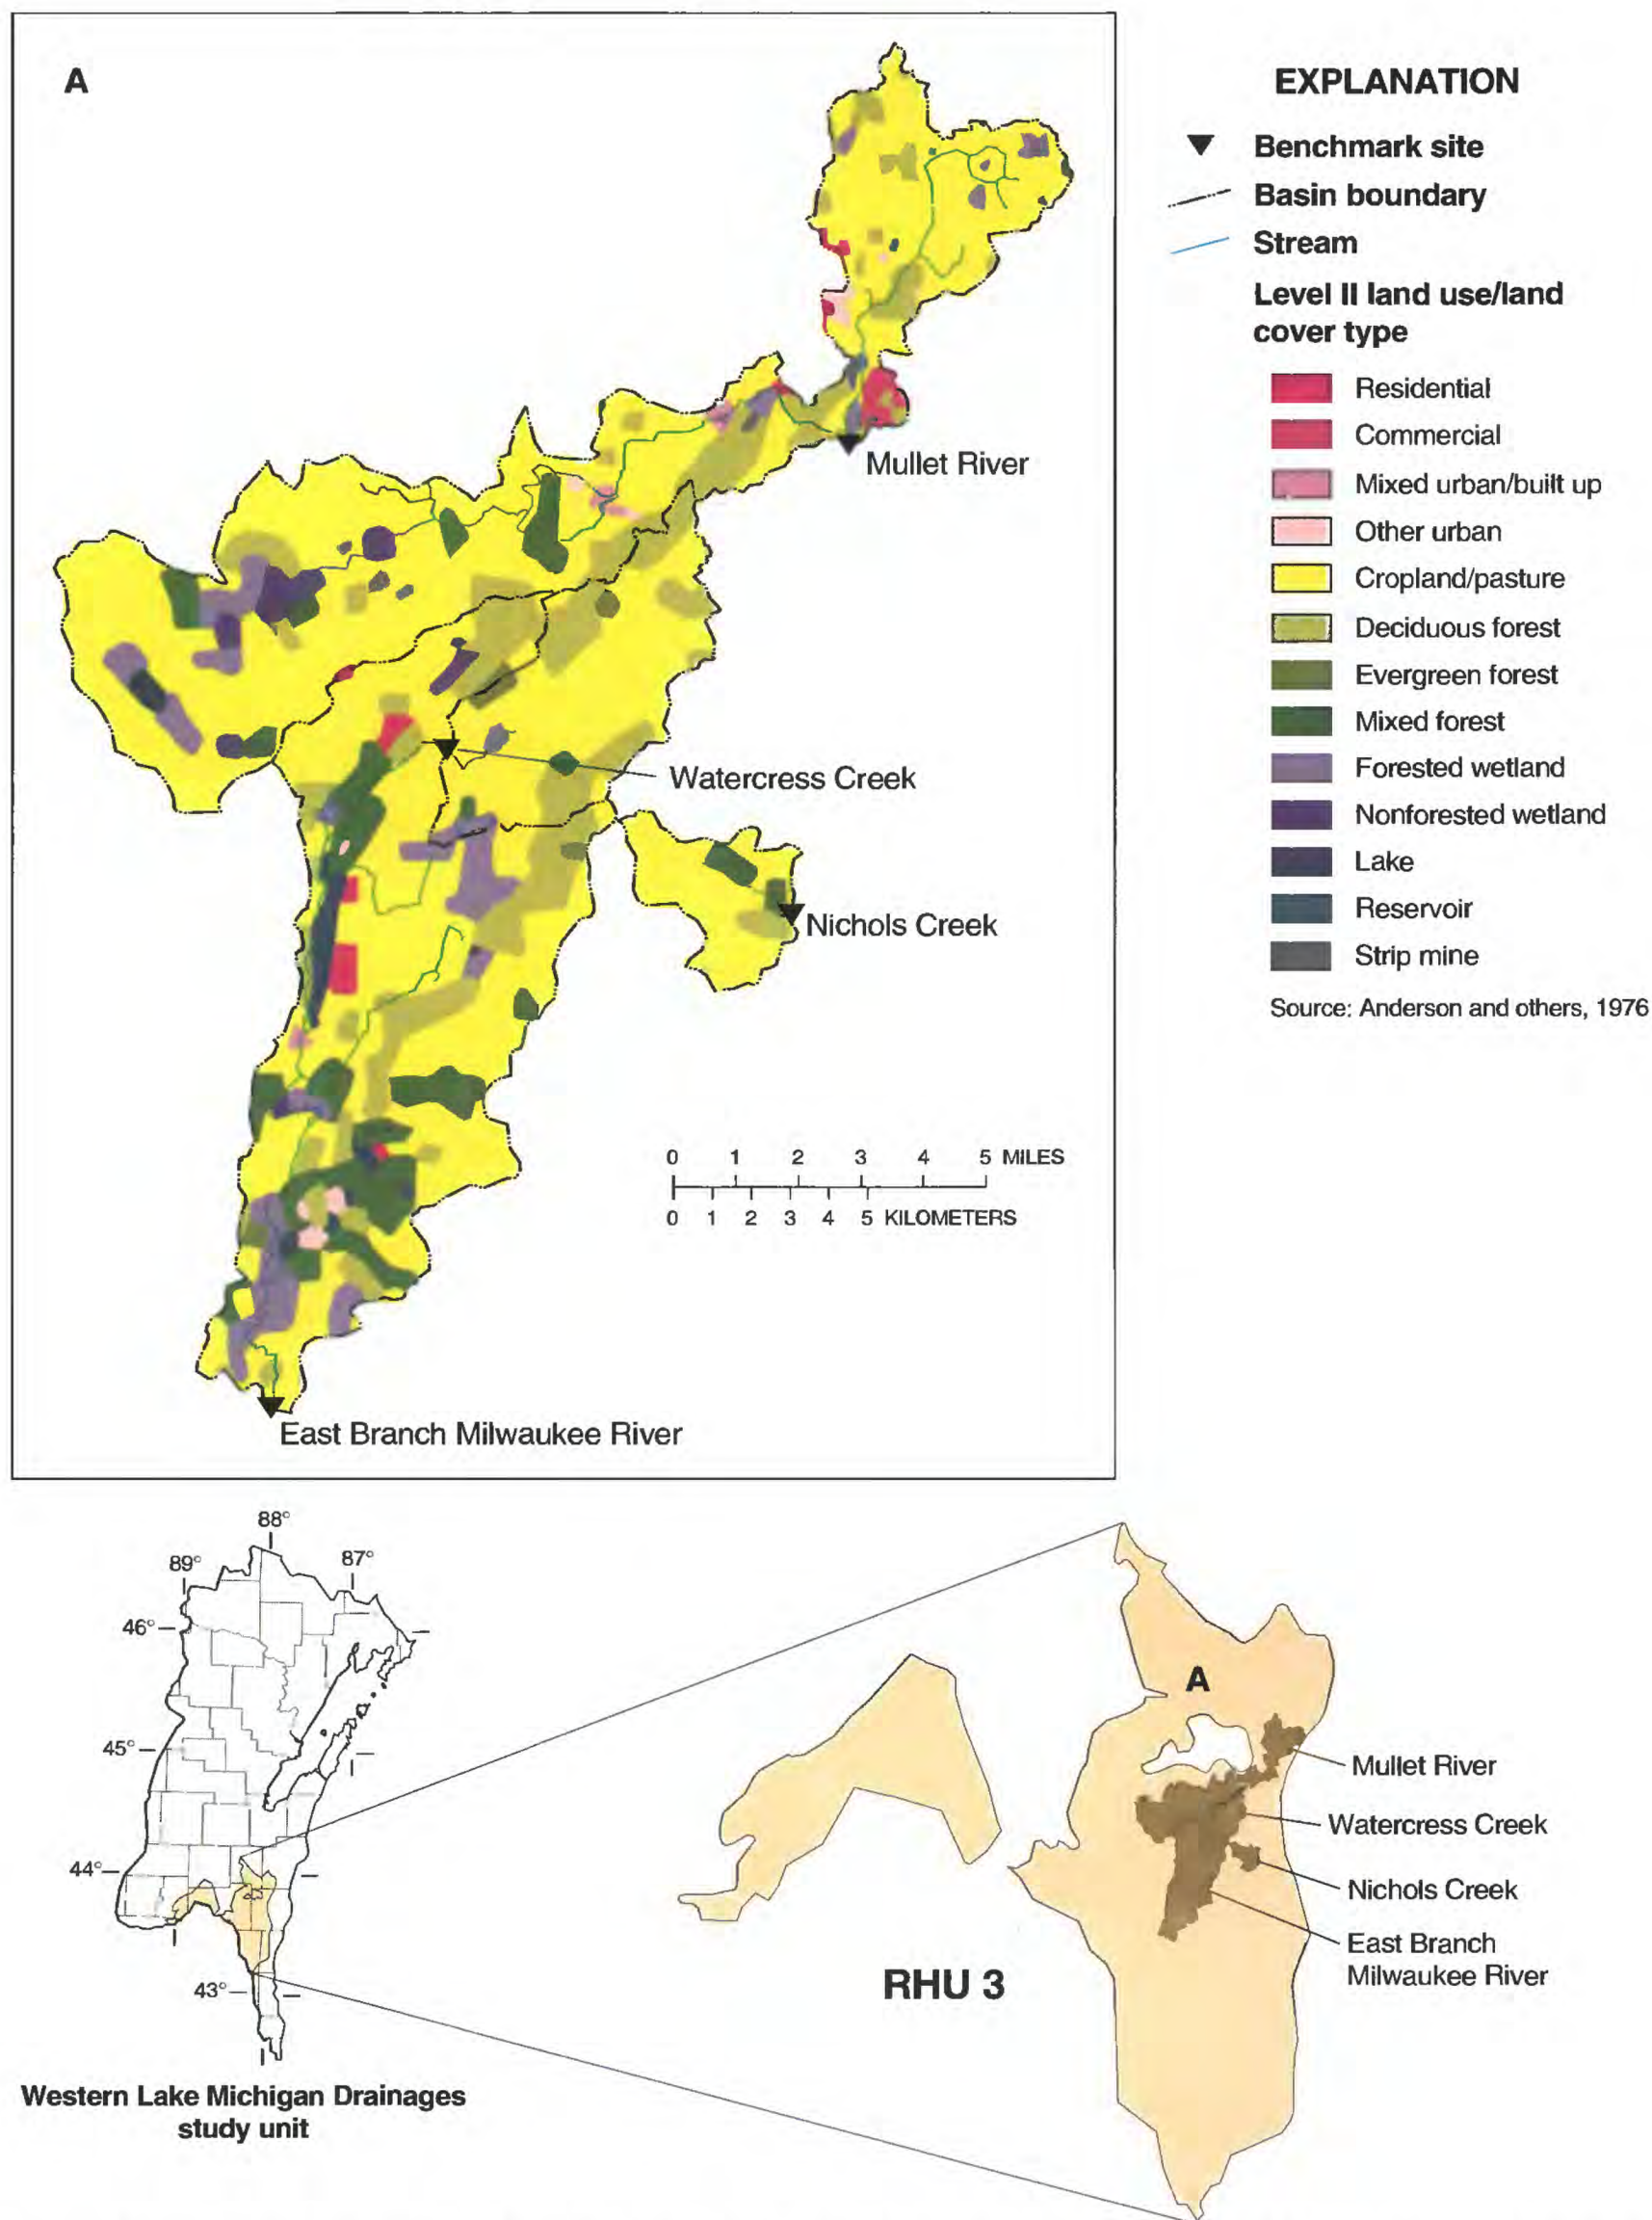 A
Mullet River
Watercress Creek
Nichols Creek
East Branch Milwaukee River
0 1 2 3 4 5 MILES
0 1 2 3 4 5 KILOMETERS
EXPLANATION
Benchmark site
Basin boundary
Stream
Level II land use/land
cover type
Residential
Commercial
Mixed urban/built up
Other urban
Cropland/pasture
Deciduous forest
Evergreen forest
Mixed forest
Forested wetland
Nonforested wetland
Lake
Reservoir
Strip mine
Source: Anderson and others, 1976
88°
89°
87°
46°
45°
44°
43°
Western Lake Michigan Drainages
study unit
RHU 3
A
Mullet River
Watercress Creek
Nichols Creek
East Branch
Milwaukee River